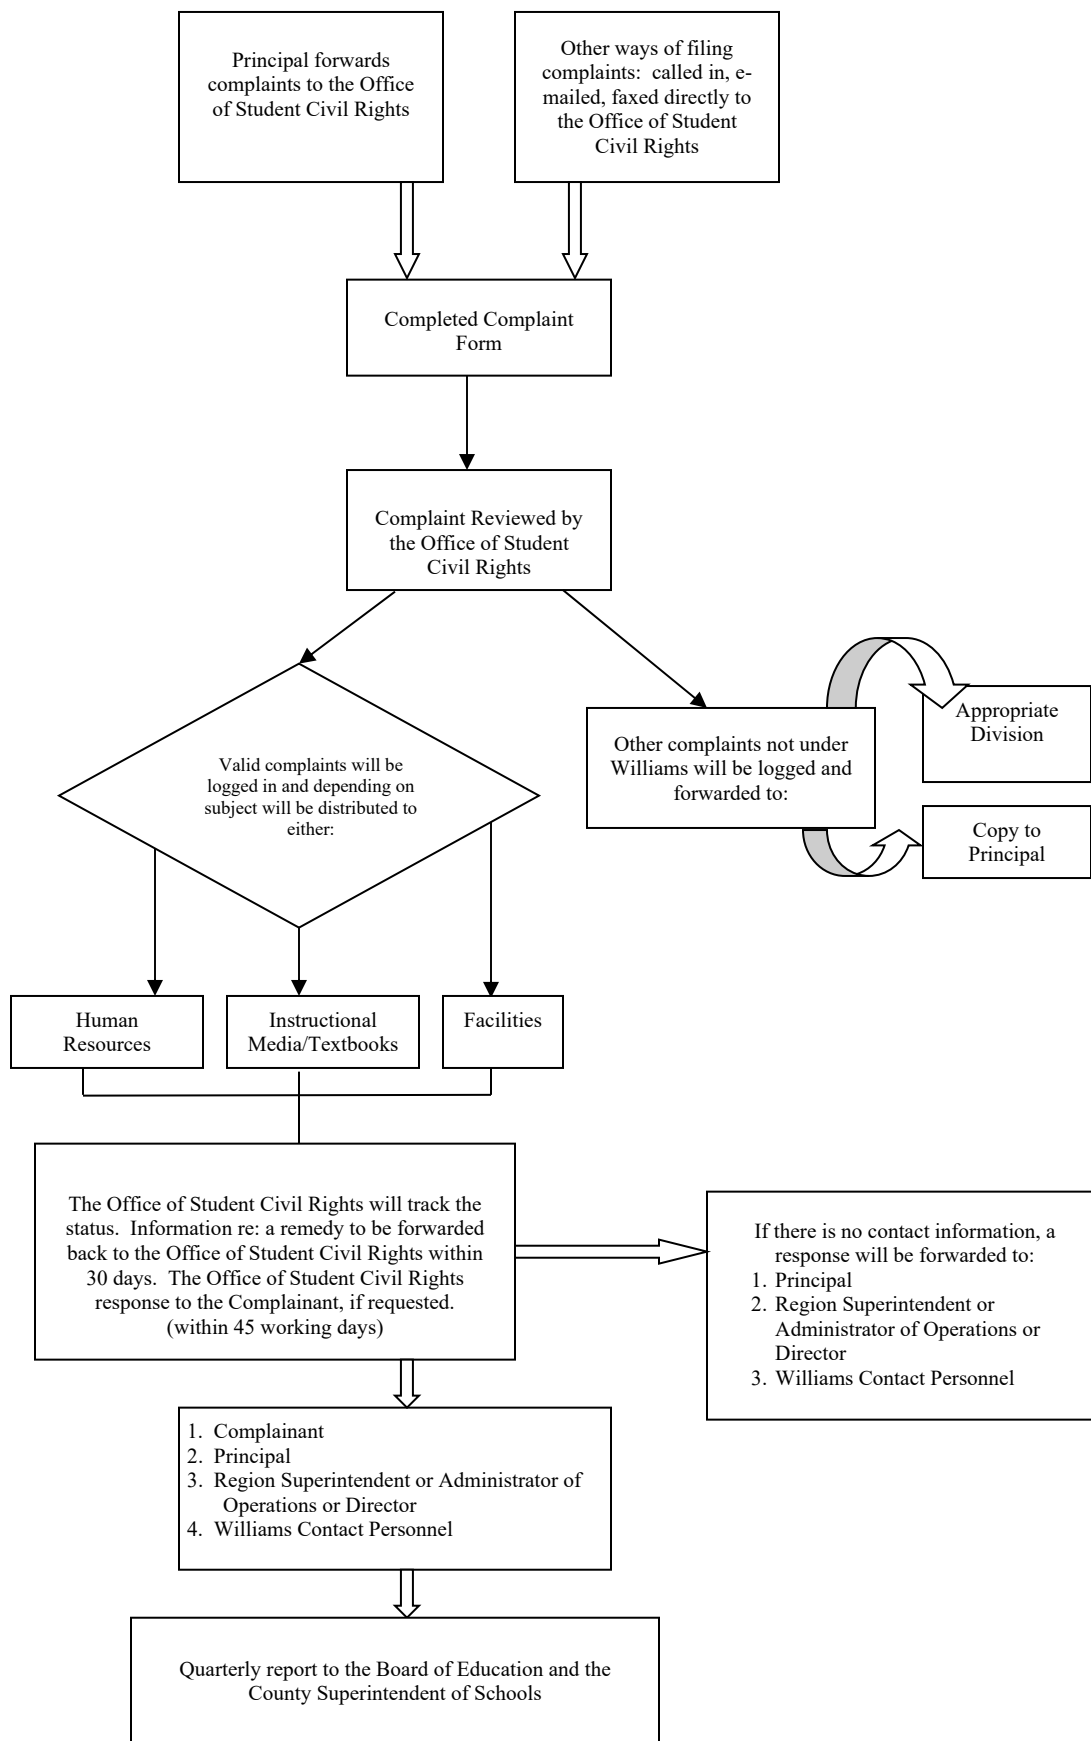 Principal forwards
complaints to the Office
of Student Civil Rights
Other ways of filing
complaints:  called in, e-
mailed, faxed directly to
the Office of Student
Civil Rights
Completed Complaint
Form
Complaint Reviewed by
the Office of Student
Civil Rights
Valid complaints will be
logged in and depending on
subject will be distributed to
either:
Other complaints not under
Williams will be logged and
forwarded to:
Appropriate
Division
Copy to
Principal
Human
Resources
Instructional
Media/Textbooks
Facilities
The Office of Student Civil Rights will track the
status.  Information re: a remedy to be forwarded
back to the Office of Student Civil Rights within
30 days.  The Office of Student Civil Rights
response to the Complainant, if requested.
(within 45 working days)
If there is no contact information, a
response will be forwarded to:
1. Principal
2. Region Superintendent or
Administrator of Operations or
Director
3. Williams Contact Personnel
1.  Complainant
2.  Principal
3.  Region Superintendent or Administrator of
Operations or Director
4.  Williams Contact Personnel
Quarterly report to the Board of Education and the
County Superintendent of Schools